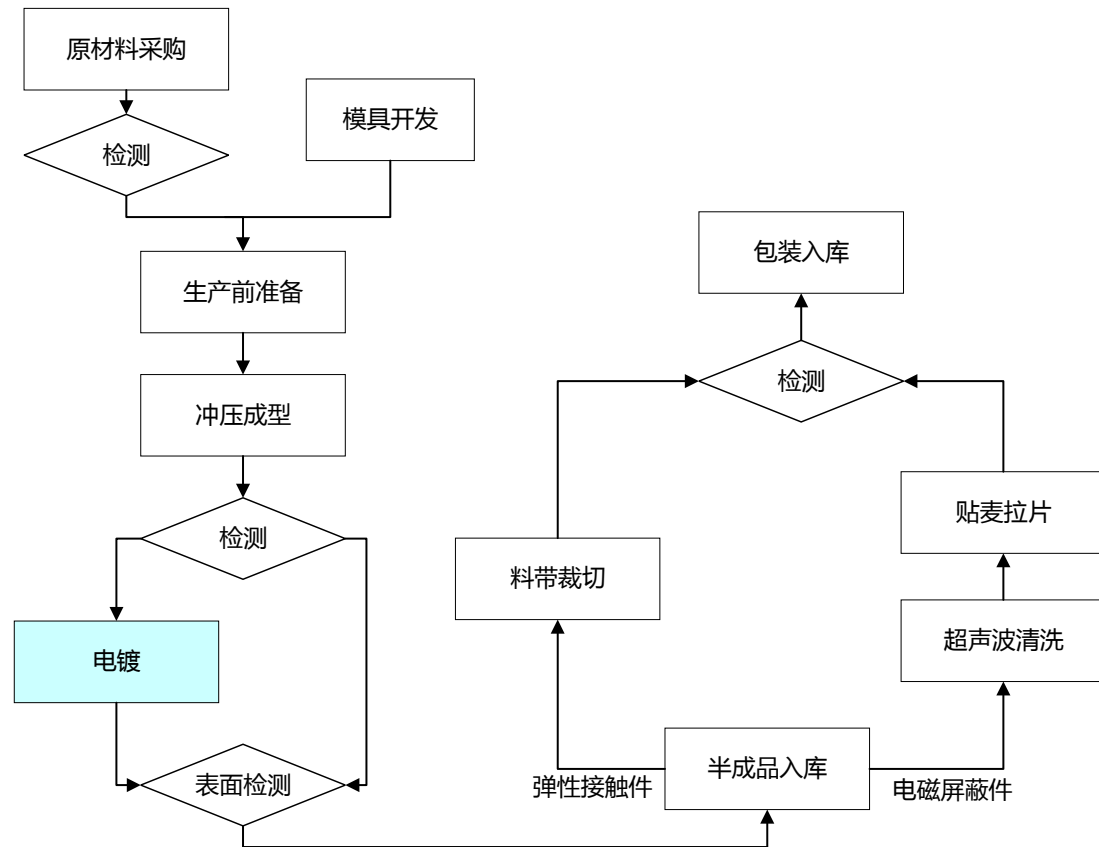 原材料采购
检测
模具开发
生产前准备
冲压成型
检测
电镀
表面检测
包装入库
检测
贴麦拉片
料带裁切
超声波清洗
半成品入库
弹性接触件
电磁屏蔽件